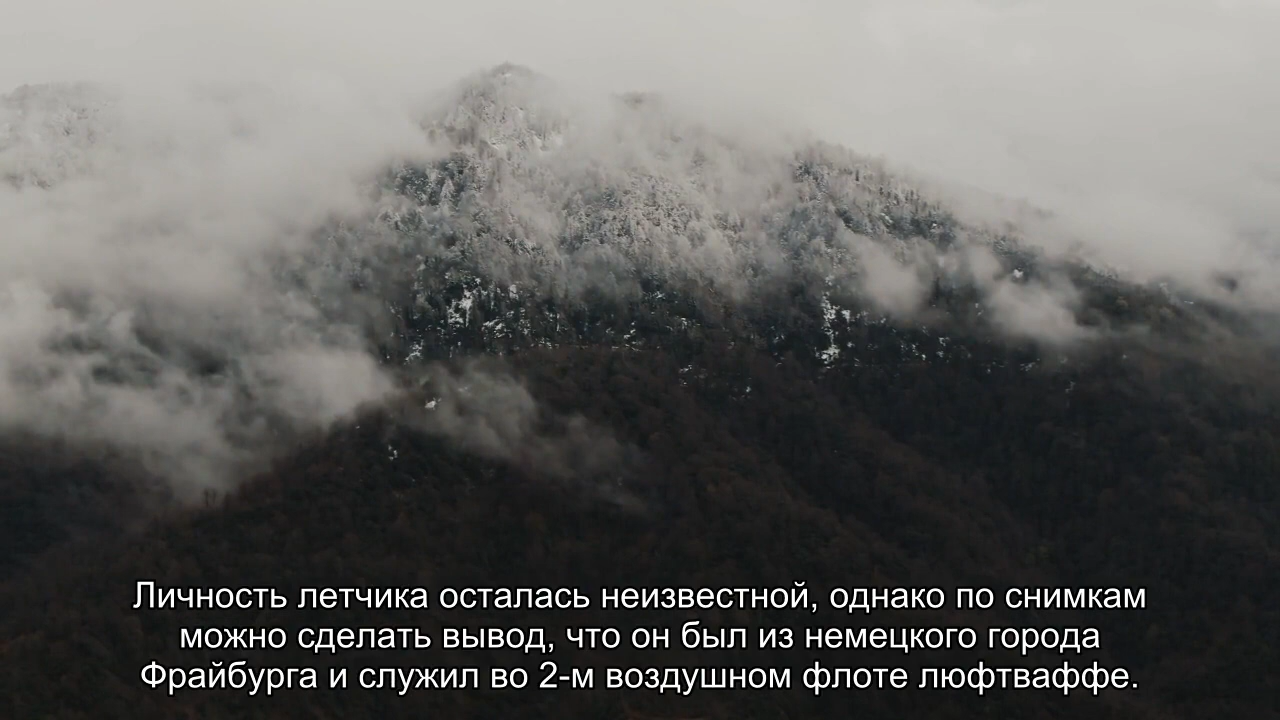 Личность летчика осталась неизвестной, однако по снимкам
можно сделать вывод, что он был из немецкого города
Фрайбурга и служил во 2-м воздушном флоте люфтваффе.